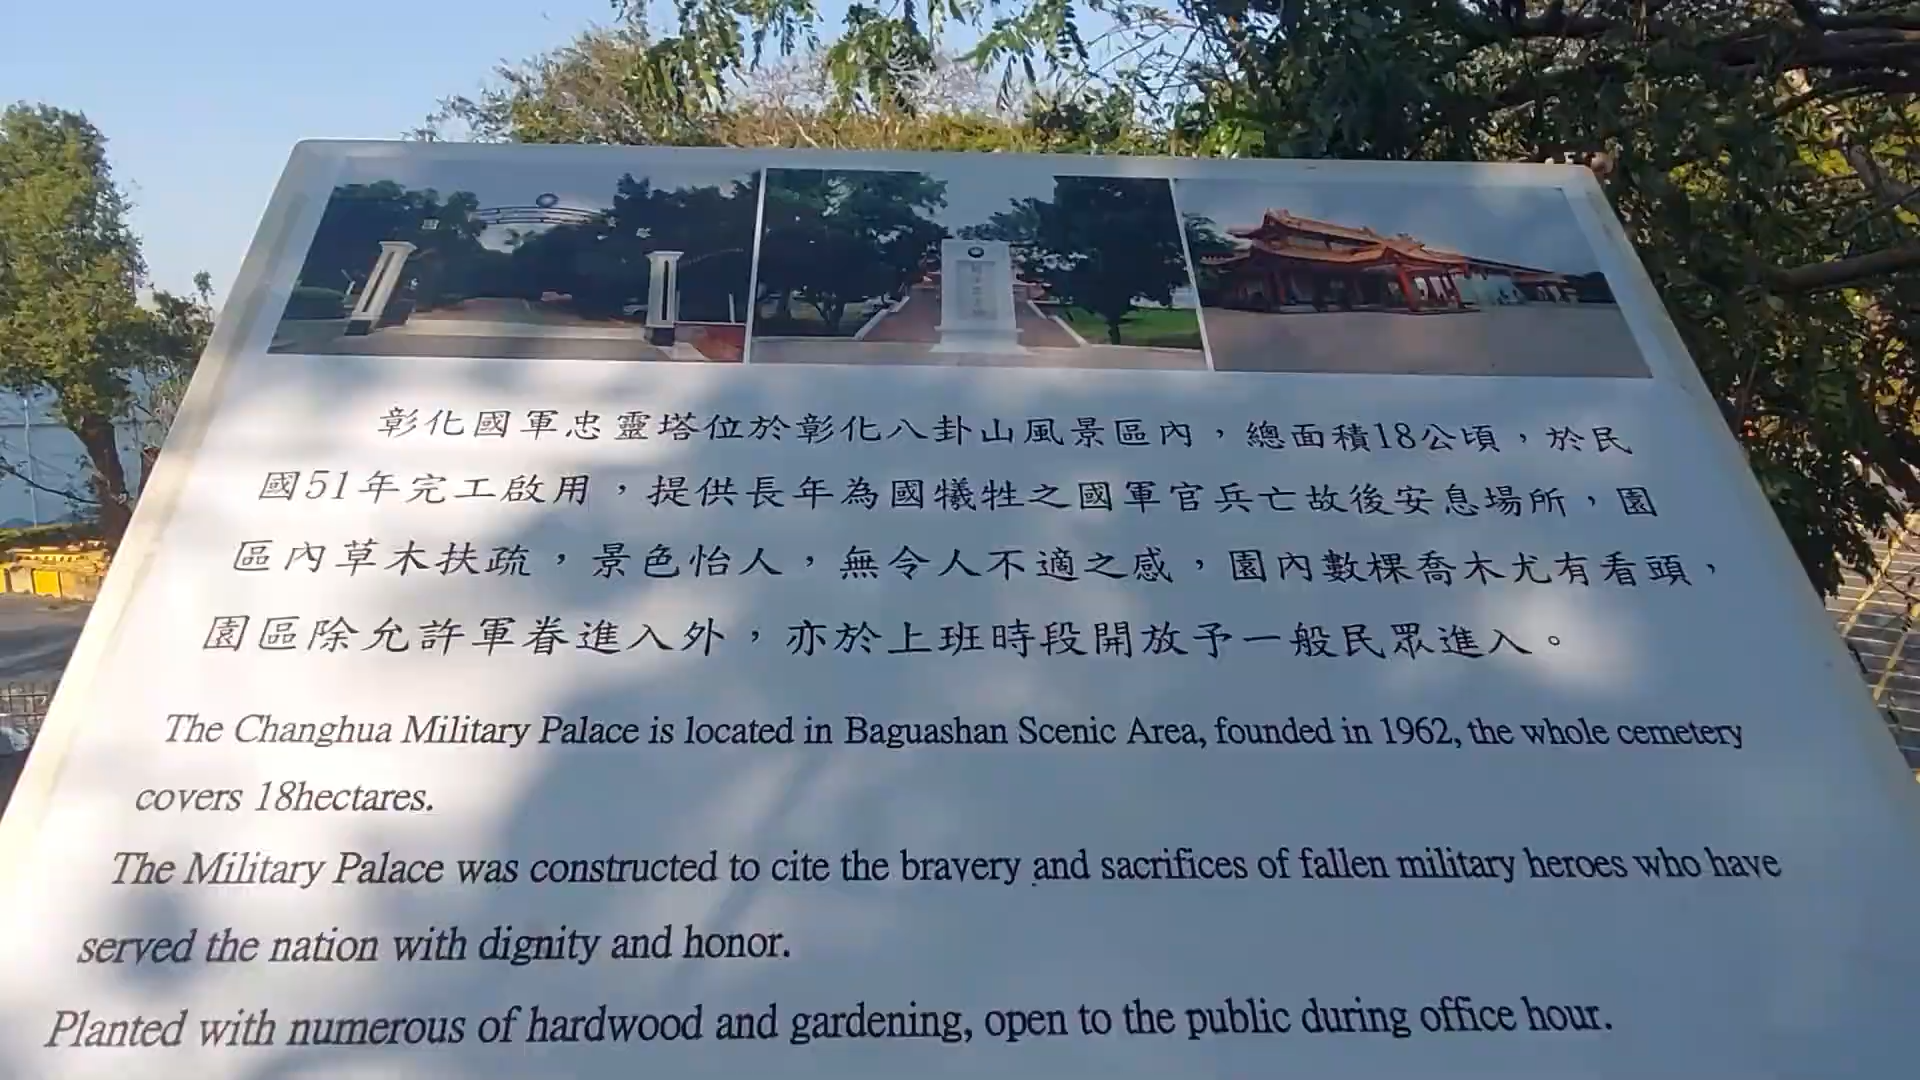 彰化國軍忠靈塔位於彰化八卦山風景區內，總面積18公頃，於民
國51年完工啟用，提供長年為國犧牲之國軍官兵亡故後安息場所，園
區內草木扶疏，景色怡人，無令人不適之感，園內數棵喬木尤有看頭，
園區除允許軍眷進入外，亦於上班時段開放予一般民眾進入。
The Changhua Military Palace is located in Baguashan Scenic Area, founded in 1962, the whole cemetery
covers 18hectares.
The Military Palace was constructed to cite the bravery and sacrifices of fallen military heroes who have
served the nation with dignity and honor.
Planted with numerous of hardwood and gardening, open to the public during office hour.